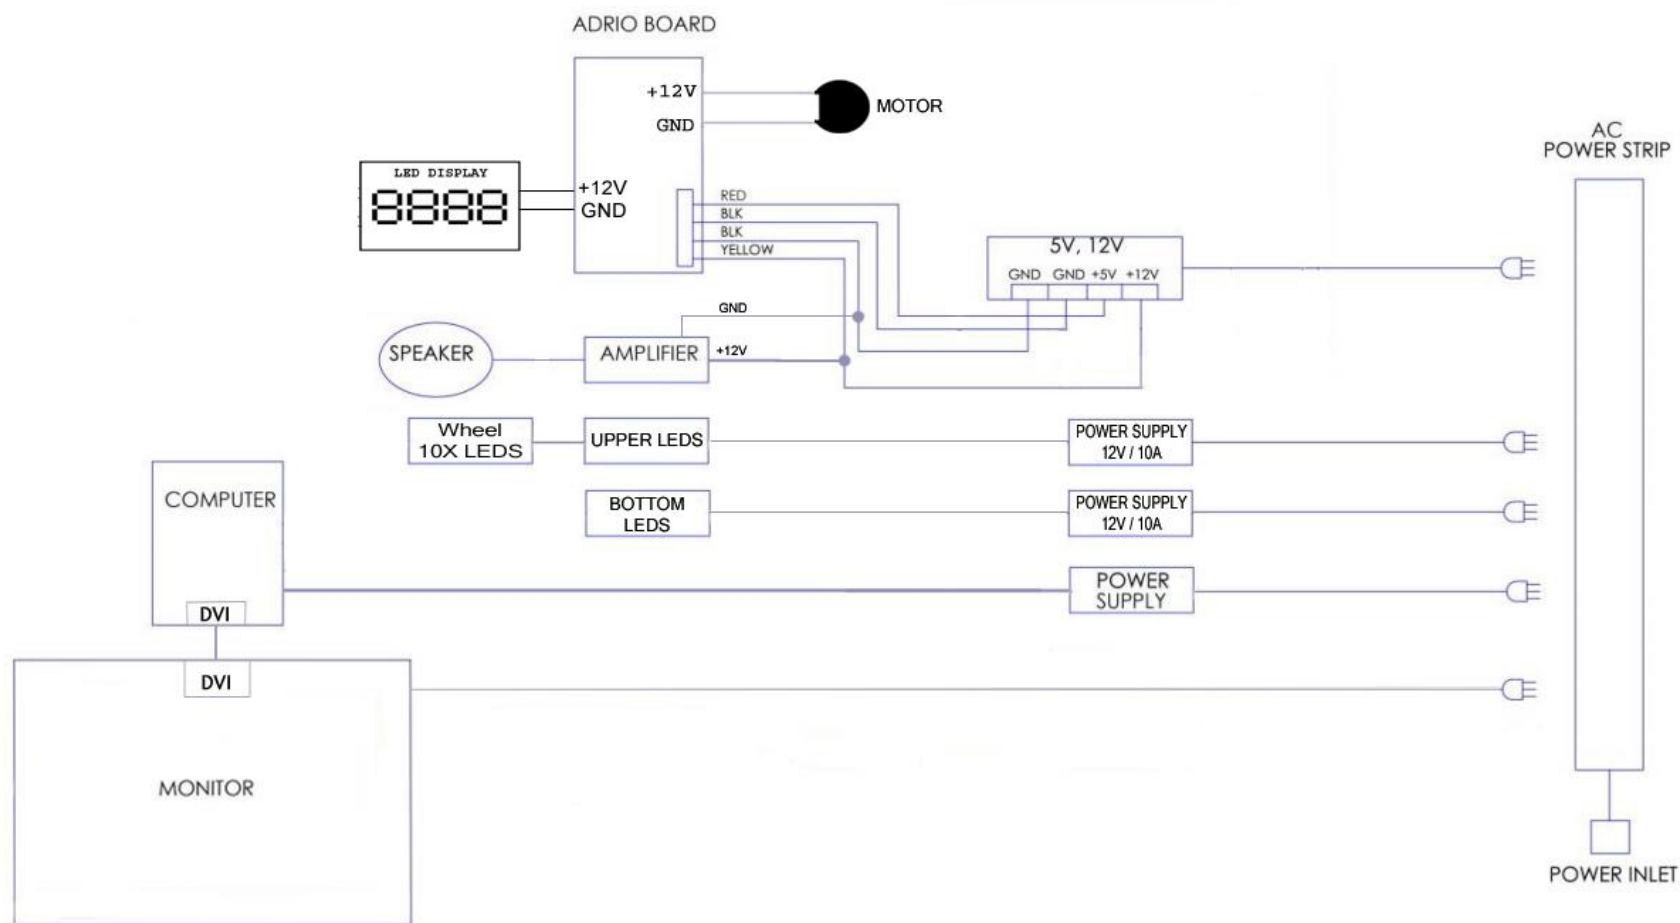 ADRIO BOARD
+12V
GND
MOTOR
AC
POWER STRIP
LED DISPLAY
8888
+12V
GND
RED
BLK
BLK
YELLOW
5V, 12V
GND GND +5V +12V
GND
SPEAKER
AMPLIFIER
+12V
Wheel
10X LEDS
UPPER LEDS
POWER SUPPLY
12V / 10A
COMPUTER
BOTTOM
LEDS
POWER SUPPLY
12V / 10A
POWER
SUPPLY
DVI
DVI
MONITOR
POWER INLET